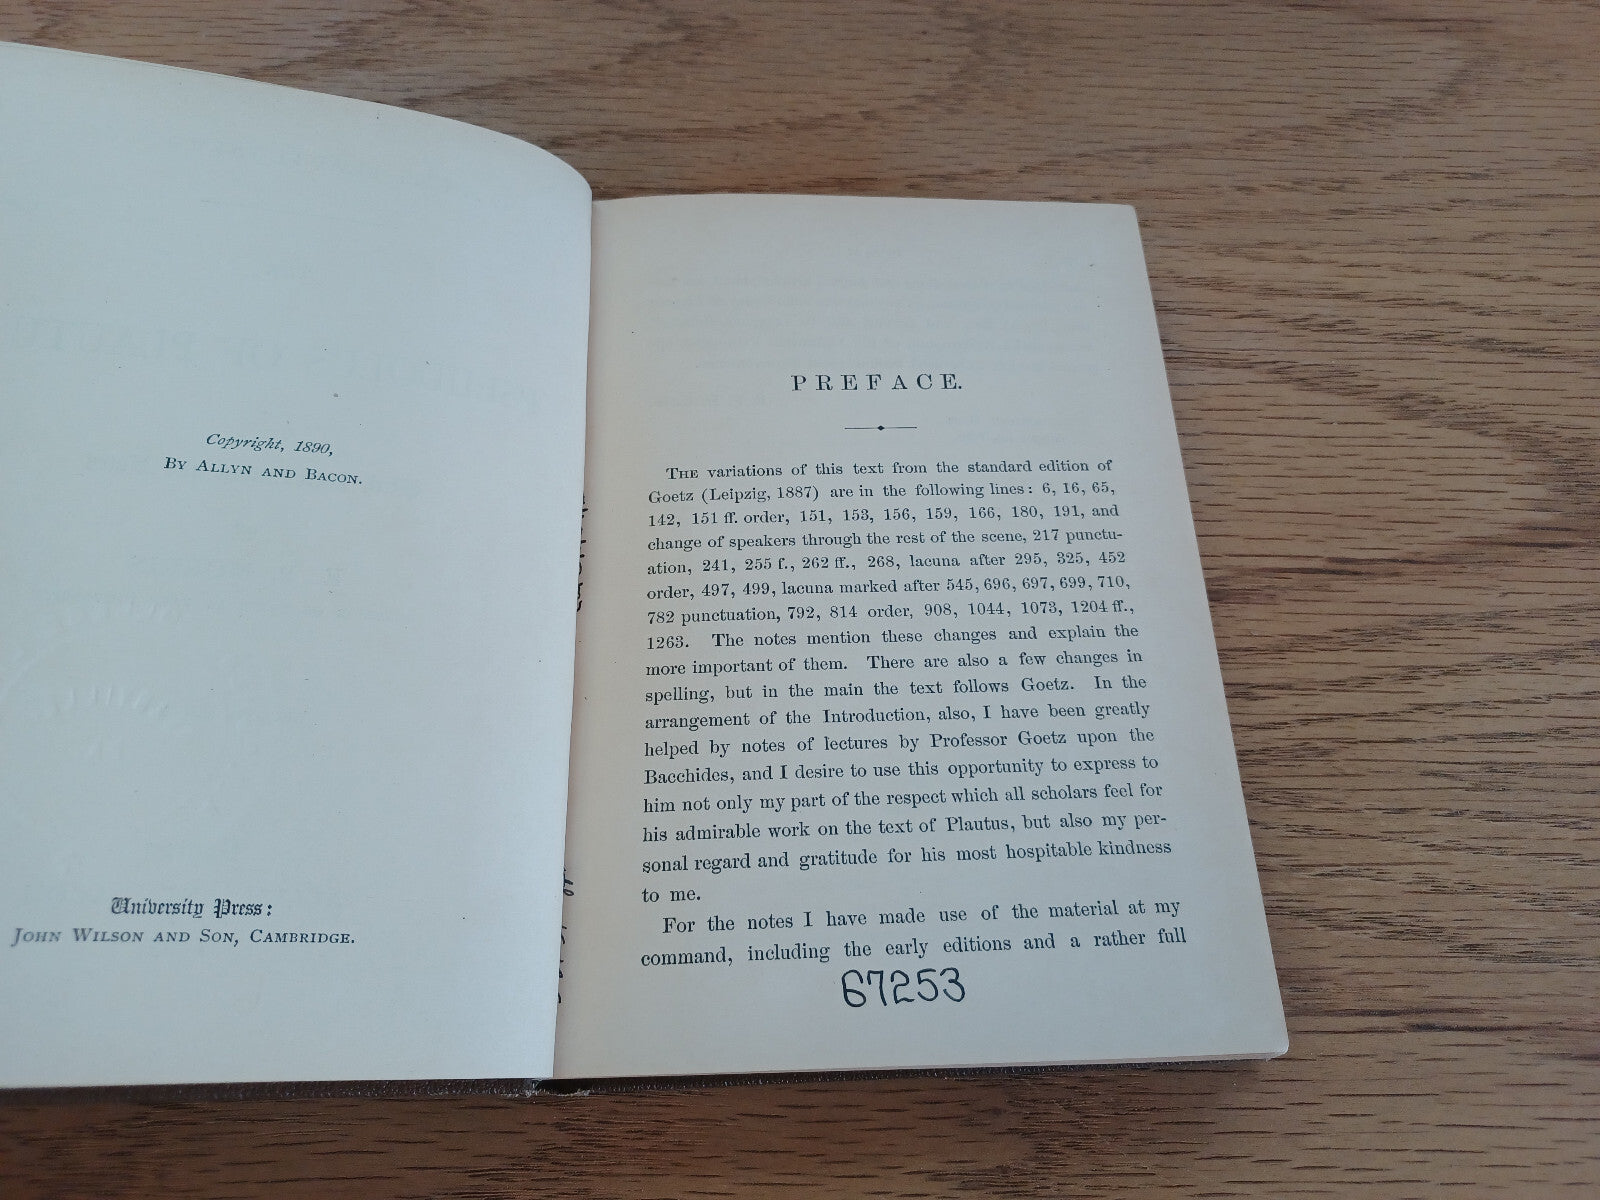 Copyright, 1890,
By Allyn and Bacon.
University Press:
John Wilson and Son, Cambridge.
PREFACE.
The variations of this text from the standard edition of
Goetz (Leipzig, 1887) are in the following lines: 6, 16, 65,
142, 151 ff. order, 151, 153, 156, 159, 166, 180, 191, and
change of speakers through the rest of the scene, 217 punctu-
ation, 241, 255 f., 262 ff., 268, lacuna after 295, 325, 452
order, 497, 499, lacuna marked after 545, 696, 697, 699, 710,
782 punctuation, 792, 814 order, 908, 1044, 1073, 1204 ff.,
1263. The notes mention these changes and explain the
more important of them. There are also a few changes in
spelling, but in the main the text follows Goetz. In the
arrangement of the Introduction, also, I have been greatly
helped by notes of lectures by Professor Goetz upon the
Bacchides, and I desire to use this opportunity to express to
him not only my part of the respect which all scholars feel for
his admirable work on the text of Plautus, but also my per-
sonal regard and gratitude for his most hospitable kindness
to me.
For the notes I have made use of the material at my
command, including the early editions and a rather full
67253